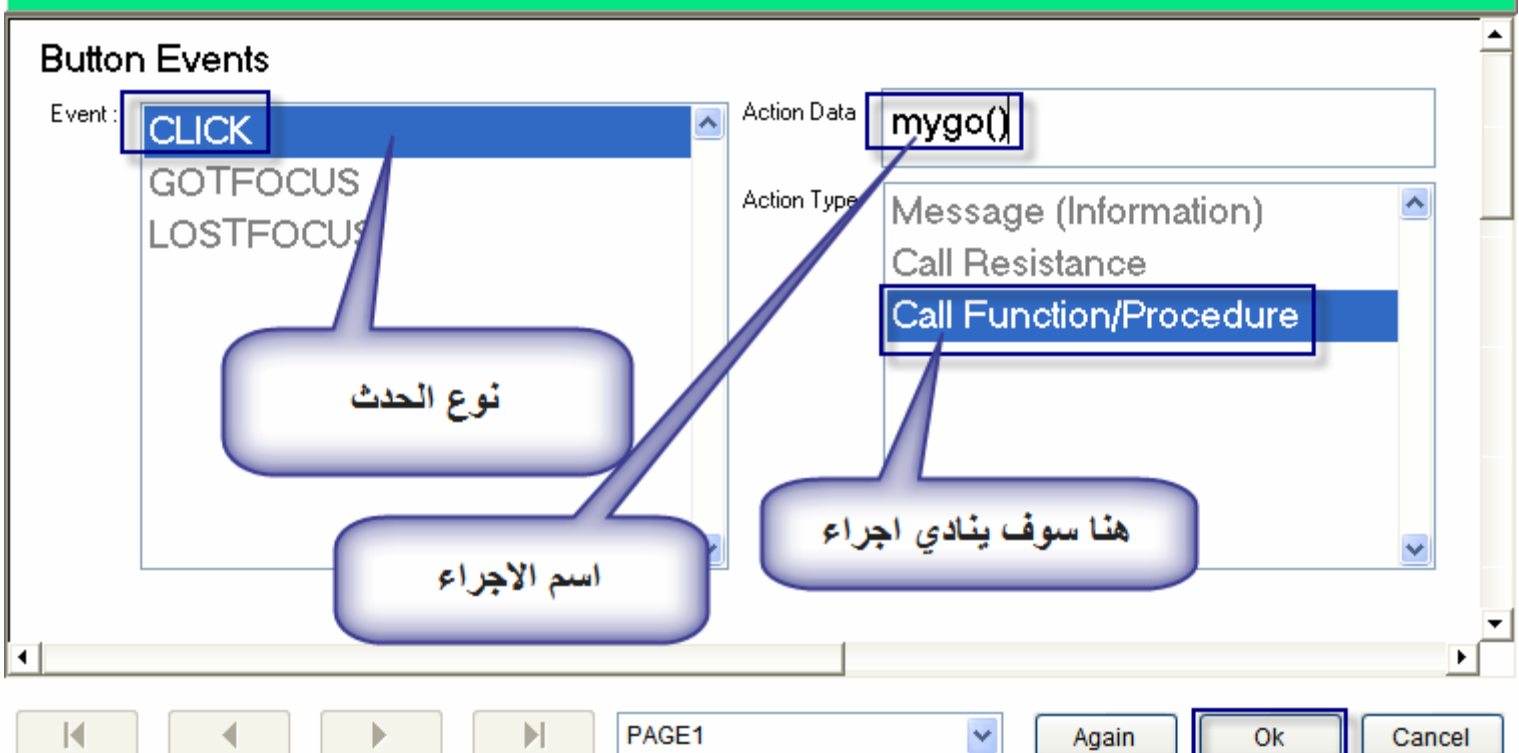 Button Events
Event :
CLICK
GOTFOCUS
LOSTFOCUS
Action Data
mygo()
Action Type
Message (Information)
Call Resistance
Call Function/Procedure
نوع الحدث
هنا سوف ينادي اجراء
اسم الاجراء
PAGE1
Again
Ok
Cancel